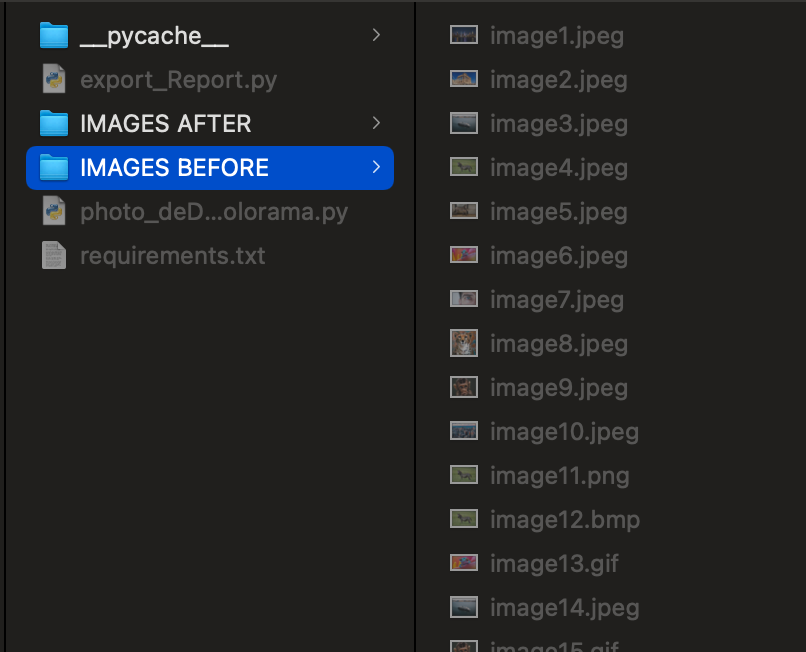 __pycache__
export_Report.py
IMAGES AFTER
IMAGES BEFORE
photo_deD...olorama.py
requirements.txt
image1.jpeg
image2.jpeg
image3.jpeg
image4.jpeg
image5.jpeg
image6.jpeg
image7.jpeg
image8.jpeg
image9.jpeg
image10.jpeg
image11.png
image12.bmp
image13.gif
image14.jpeg
image15.gif